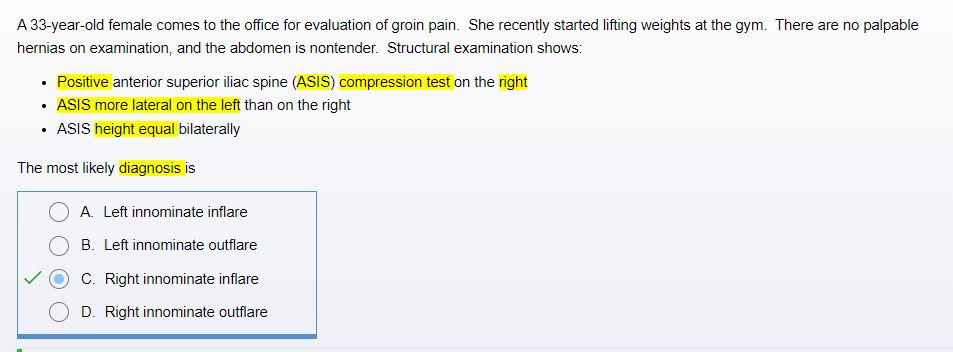 A 33-year-old female comes to the office for evaluation of groin pain.  She recently started lifting weights at the gym.  There are no palpable
hernias on examination, and the abdomen is nontender.  Structural examination shows:
• Positive anterior superior iliac spine (ASIS) compression test on the right
• ASIS more lateral on the left than on the right
• ASIS height equal bilaterally
The most likely diagnosis is
A.  Left innominate inflare
B.  Left innominate outflare
C.  Right innominate inflare
D.  Right innominate outflare